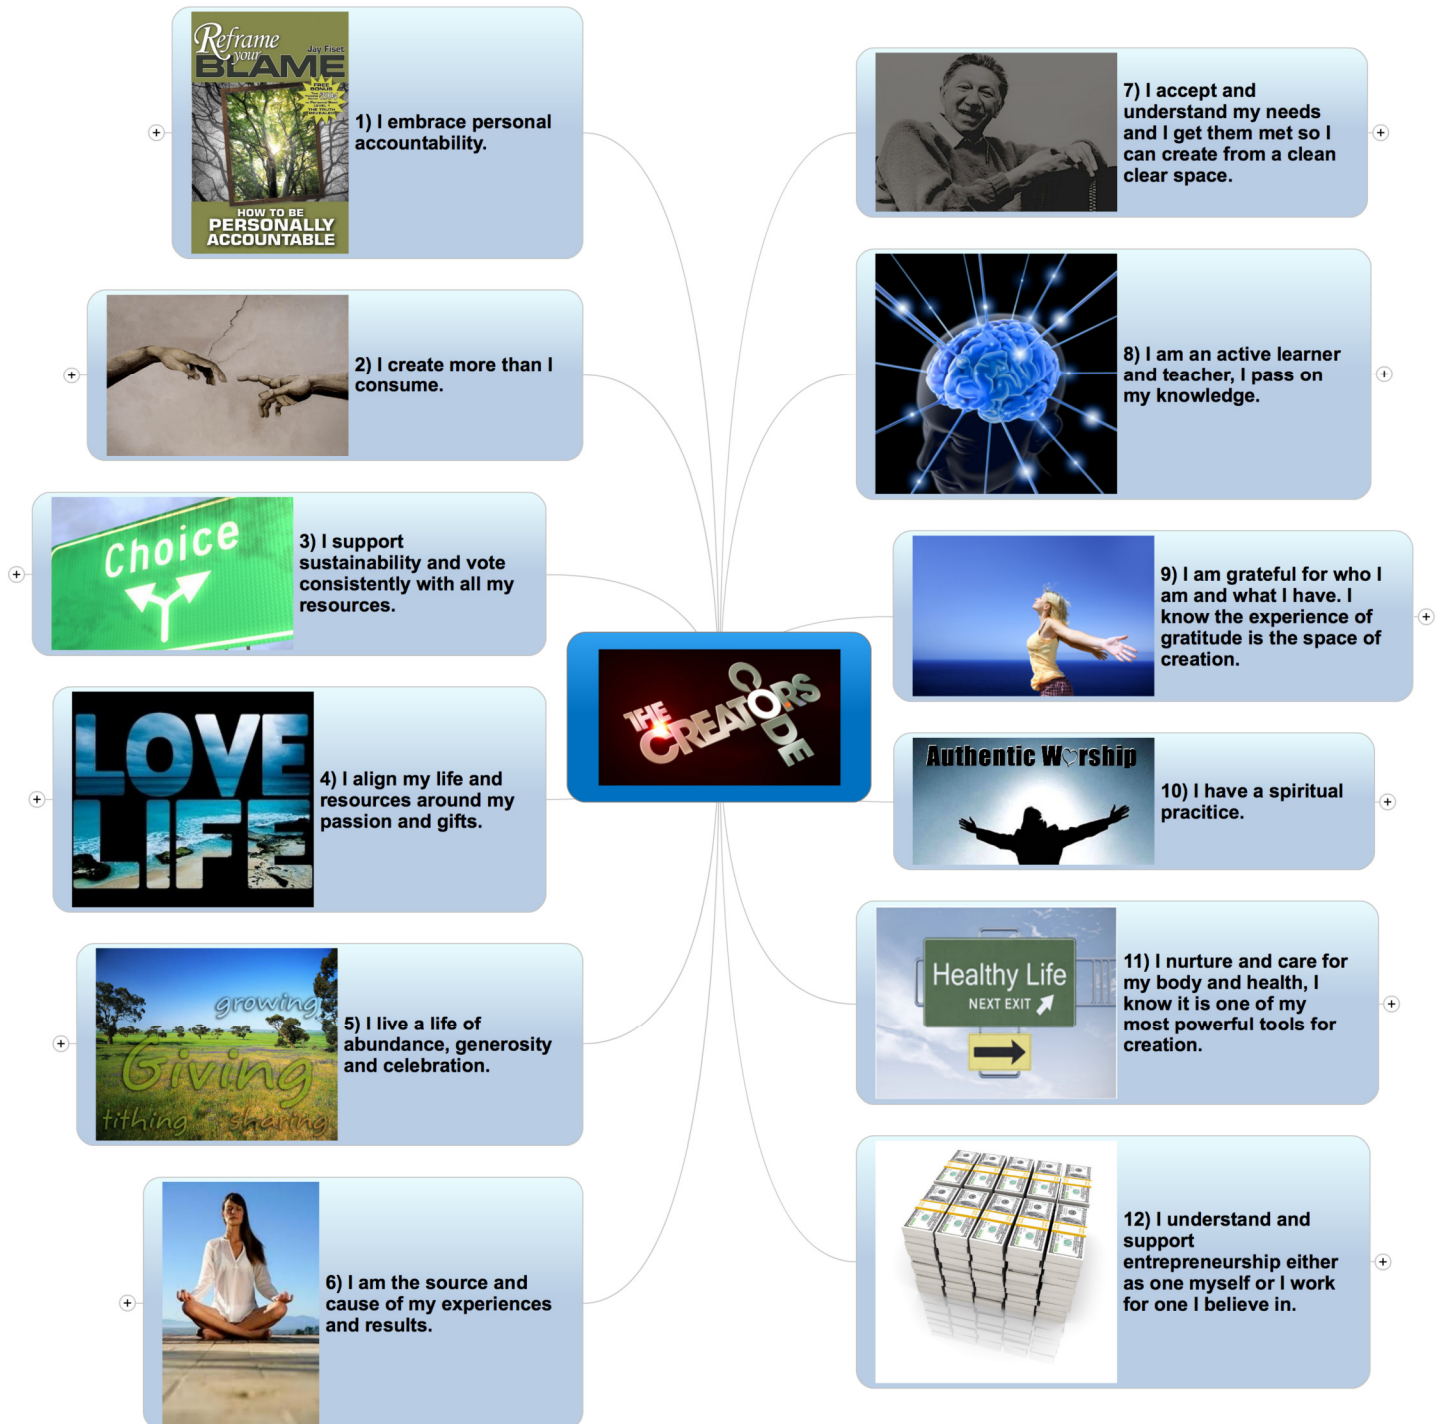 Reframe
your
Jay Fiset
BLAME
FREE
BONUS
HOW TO BE
PERSONALLY
ACCOUNTABLE
1) I embrace personal
accountability.
2) I create more than I
consume.
Choice
3) I support
sustainability and vote
consistently with all my
resources.
LOVE
LIFE
4) I align my life and
resources around my
passion and gifts.
growing
Giving
tithing sharing
5) I live a life of
abundance, generosity
and celebration.
6) I am the source and
cause of my experiences
and results.
THE
CREATORS
CODE
7) I accept and
understand my needs
and I get them met so I
can create from a clean
clear space.
8) I am an active learner
and teacher, I pass on
my knowledge.
9) I am grateful for who I
am and what I have. I
know the experience of
gratitude is the space of
creation.
Authentic Worship
10) I have a spiritual
pracitice.
Healthy Life
NEXT EXIT
11) I nurture and care for
my body and health, I
know it is one of my
most powerful tools for
creation.
12) I understand and
support
entrepreneurship either
as one myself or I work
for one I believe in.